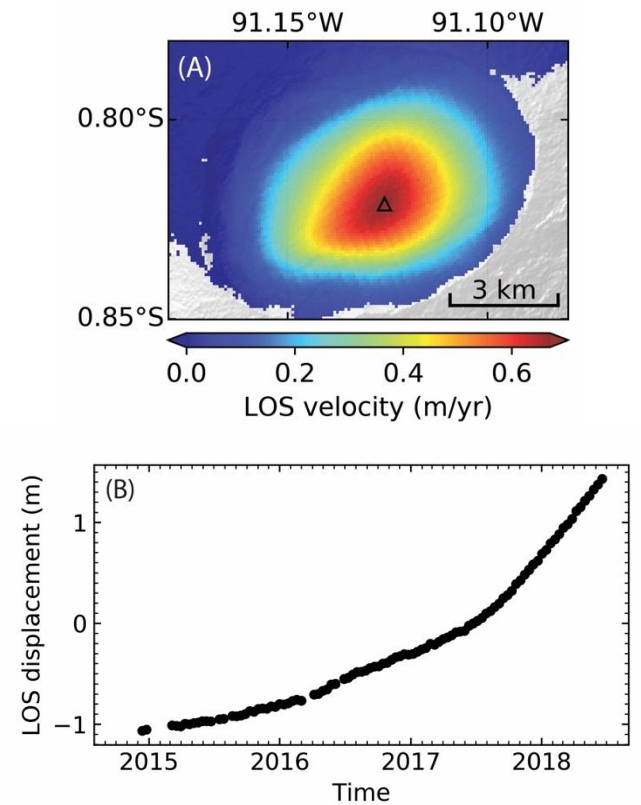 91.15°W 91.10°W
(A)
0.80°S
0.85°S
3 km
0.0 0.2 0.4 0.6
LOS velocity (m/yr)
(B)
LOS displacement (m)
1
0
−1
2015 2016 2017 2018
Time